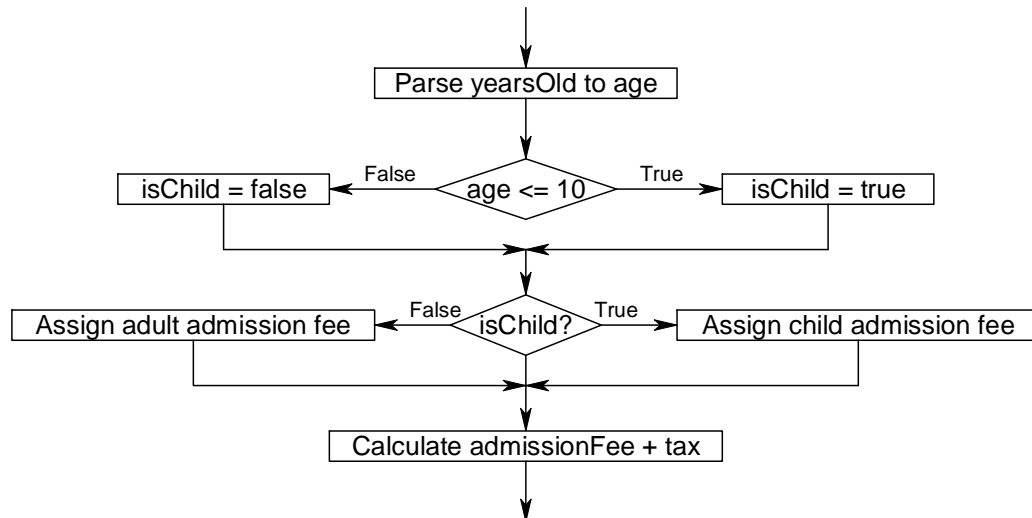 Parse yearsOld to age
False
True
isChild = false
age <= 10
isChild = true
False
True
Assign adult admission fee
isChild?
Assign child admission fee
Calculate admissionFee + tax